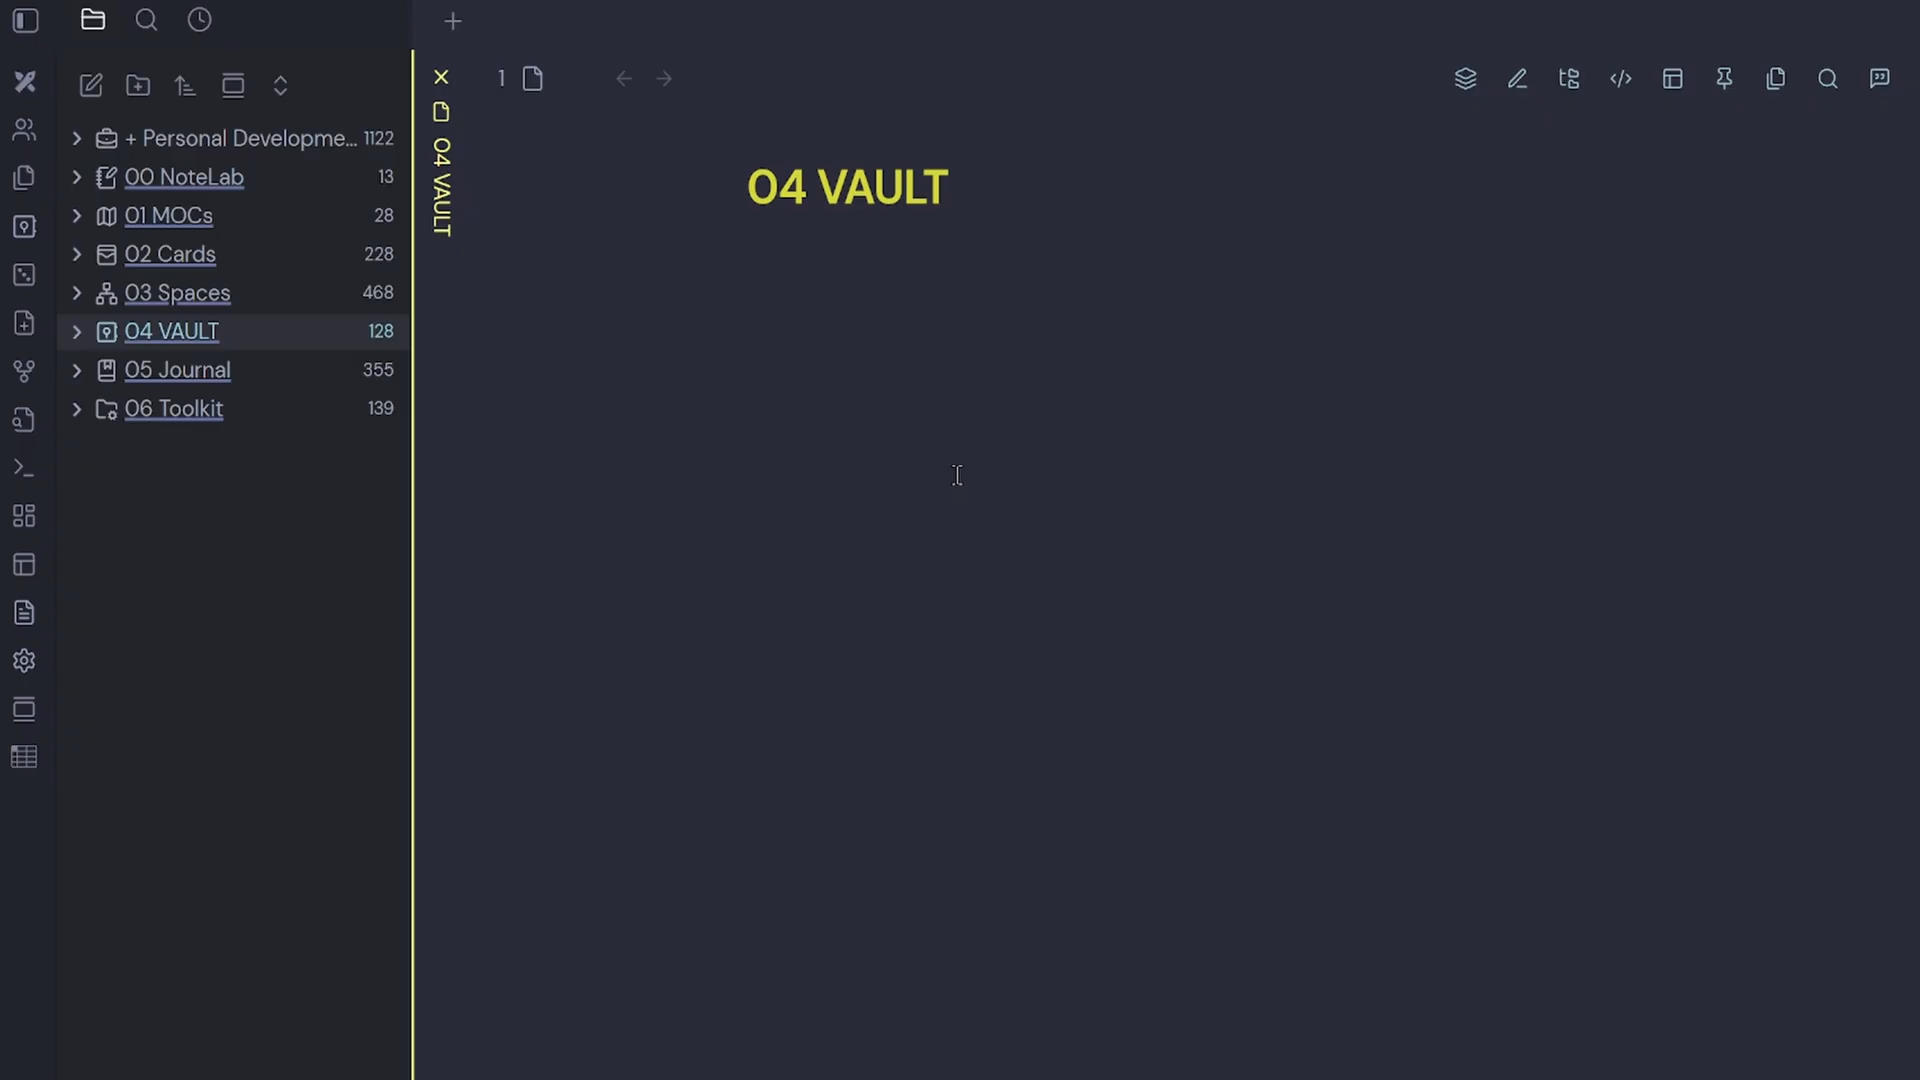 + Personal Developme... 1122
00 NoteLab 13
01 MOCs 28
02 Cards 228
03 Spaces 468
04 VAULT 128
05 Journal 355
06 Toolkit 139
04 VAULT
1
04 VAULT